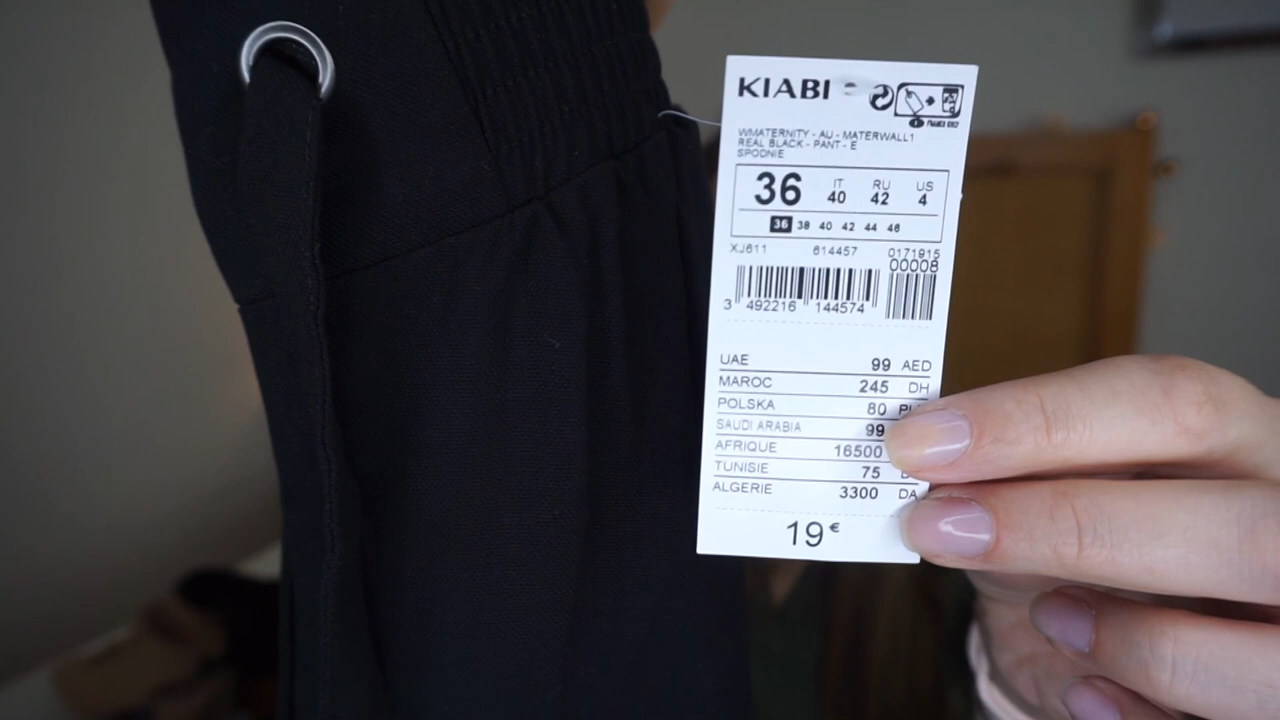 KIABI
WMATERNITY - AU - MATERWALL1
REAL BLACK - PANT - E
SPODNIE
36 IT 40 RU 42 US 4
36 38 40 42 44 46
XJ611 614457 0171915
00008
3 492216 144574
UAE 99 AED
MAROC 245 DH
POLSKA 80
SAUDI ARABIA 99
AFRIQUE 16500
TUNISIE 75
ALGERIE 3300 DA
19€